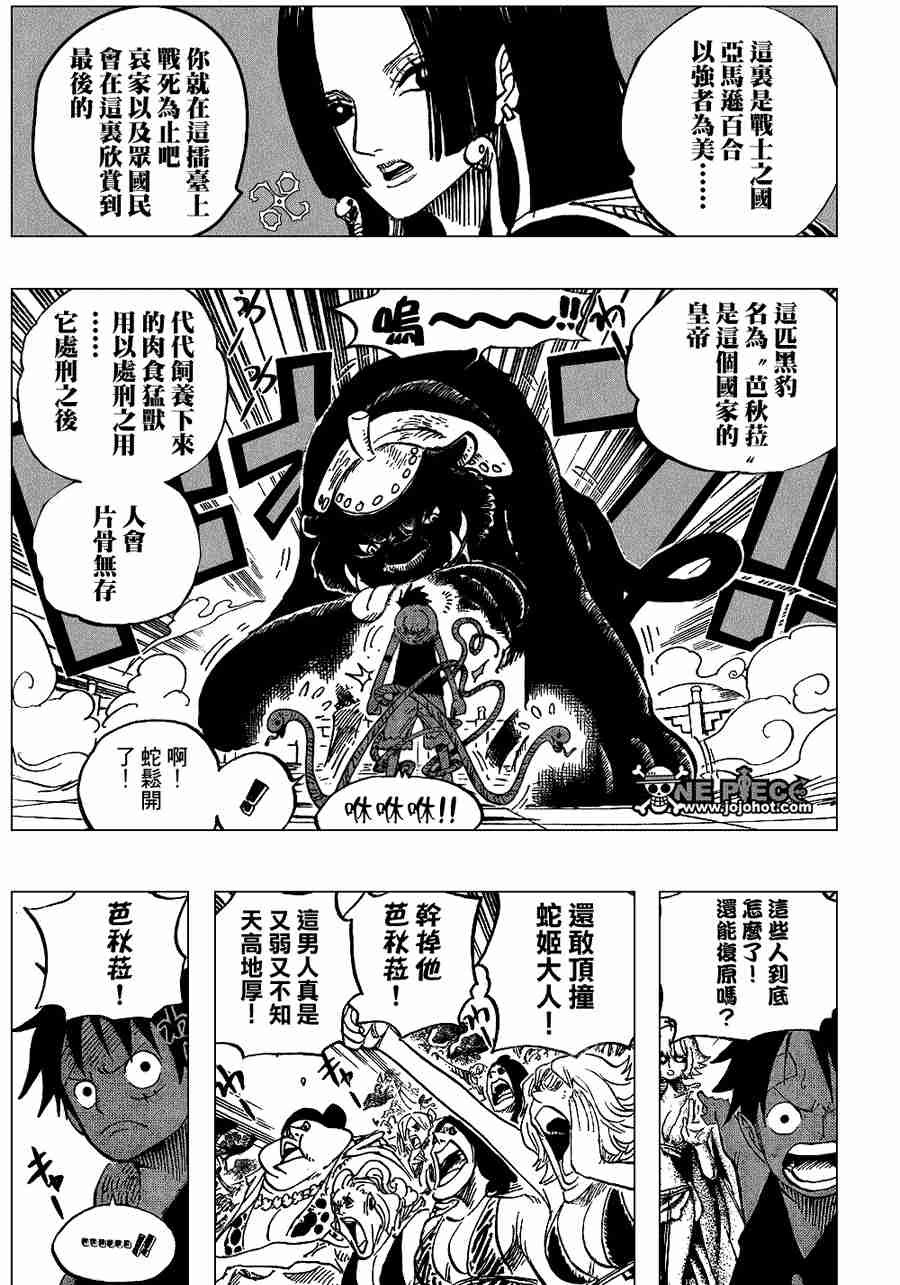 這裏是戰士之國
亞馬遜百合
以強者為美……
你就在這擂臺上
戰死為止吧
哀家以及眾國民
會在這裏欣賞到
最後的
這匹黑豹
名為〝芭秋菈〞
是這個國家的
皇帝
嗚～～～!!
代代飼養下來
的肉食猛獸
用以處刑之用
……
它處刑之後
人會
片骨無存
啊！
蛇鬆開
了！
咻咻咻!!
ONE PIECE
www.jojohot.com
這些人到底
怎麼了！
還能復原嗎？
還敢頂撞
蛇姬大人！
幹掉他
芭秋菈！
這男人真是
又弱又不知
天高地厚！
芭秋菈！